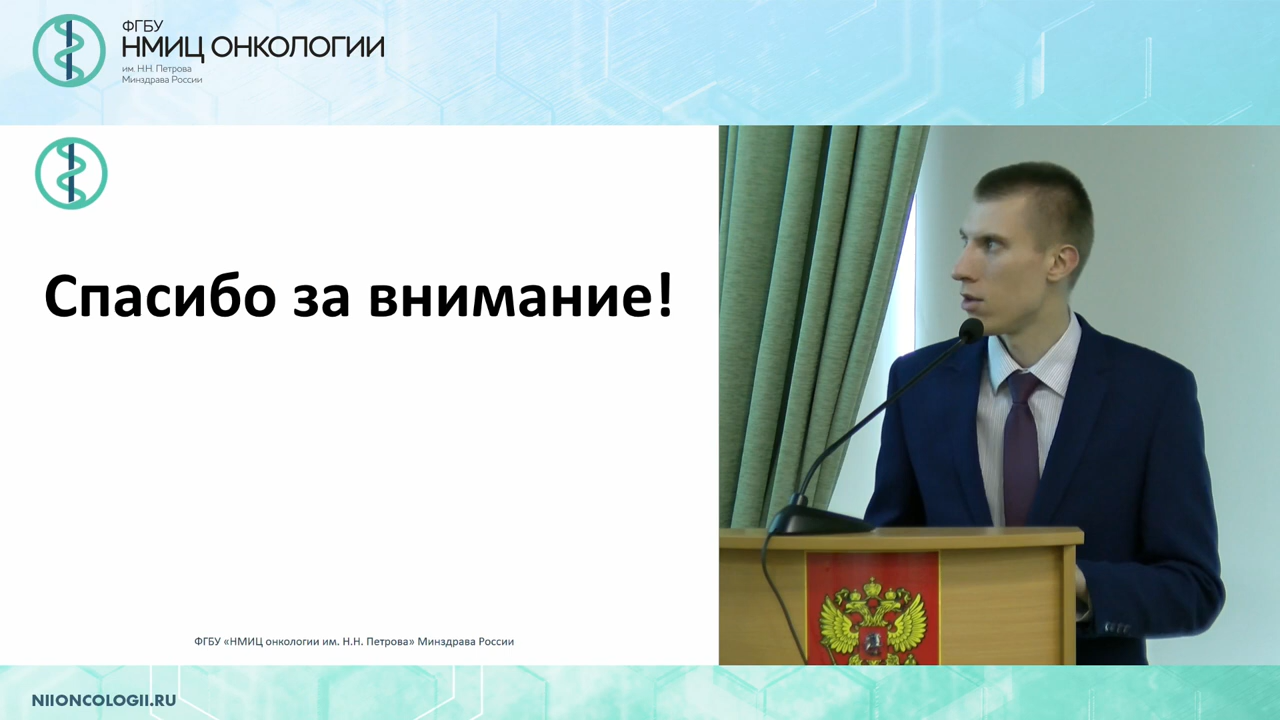 ФГБУ
НМИЦ ОНКОЛОГИИ
им. Н.Н. Петрова
Минздрава России
Спасибо за внимание!
ФГБУ «НМИЦ онкологии им. Н.Н. Петрова» Минздрава России
NIIONCOLOGII.RU